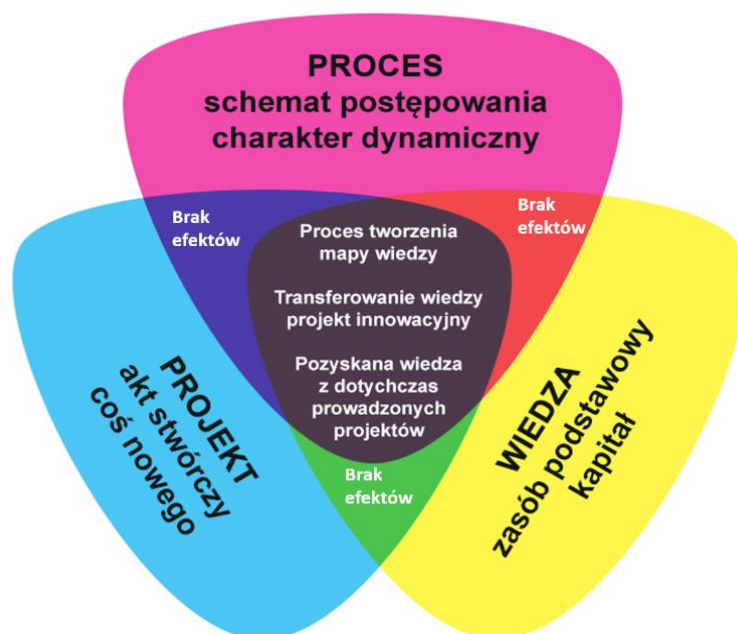 PROCES
schemat postępowania
charakter dynamiczny
Brak
efektów
Brak
efektów
Proces tworzenia
mapy wiedzy
Transferowanie wiedzy
projekt innowacyjny
Pozyskana wiedza
z dotychczas
prowadzonych
projektów
PROJEKT
akt stwórczy
coś nowego
WIEDZA
zasób podstawowy
kapitał
Brak
efektów